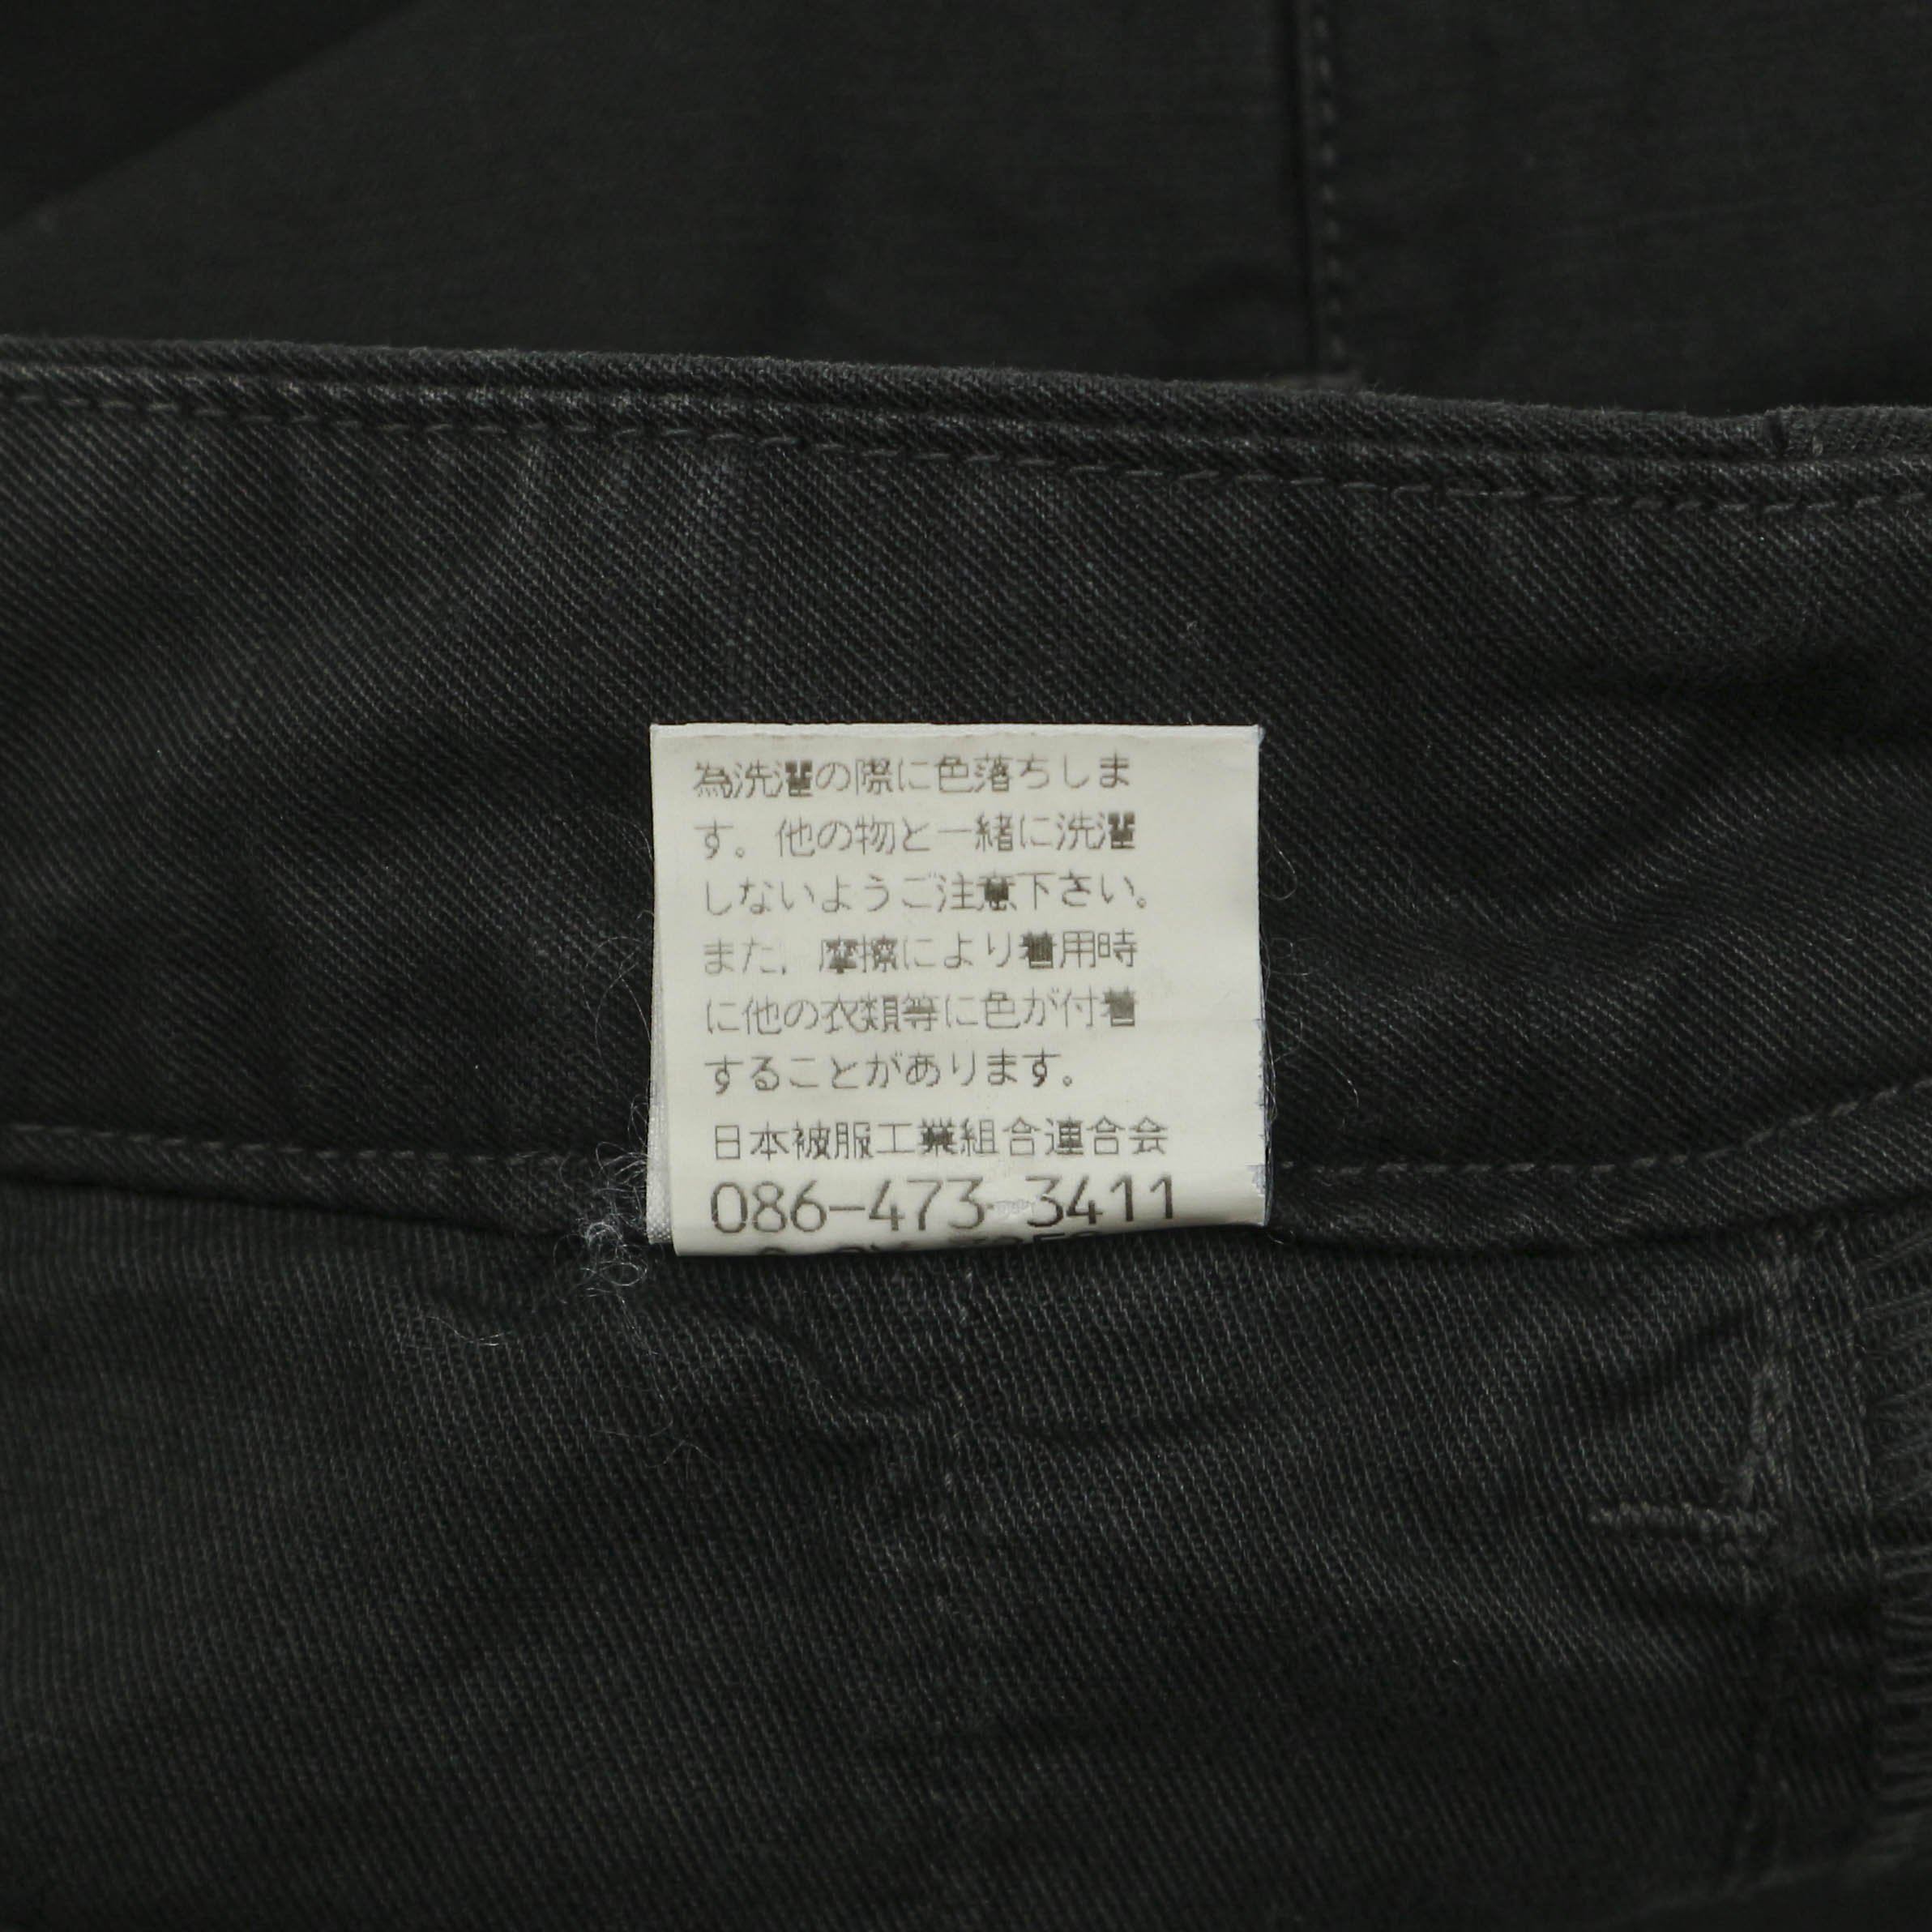 為洗濯の際に色落ちしま
す。他の物と一緒に洗濯
しないようご注意下さい。
また、摩擦により着用時
に他の衣類等に色が付着
することがあります。
日本被服工業組合連合会
086-473-3411